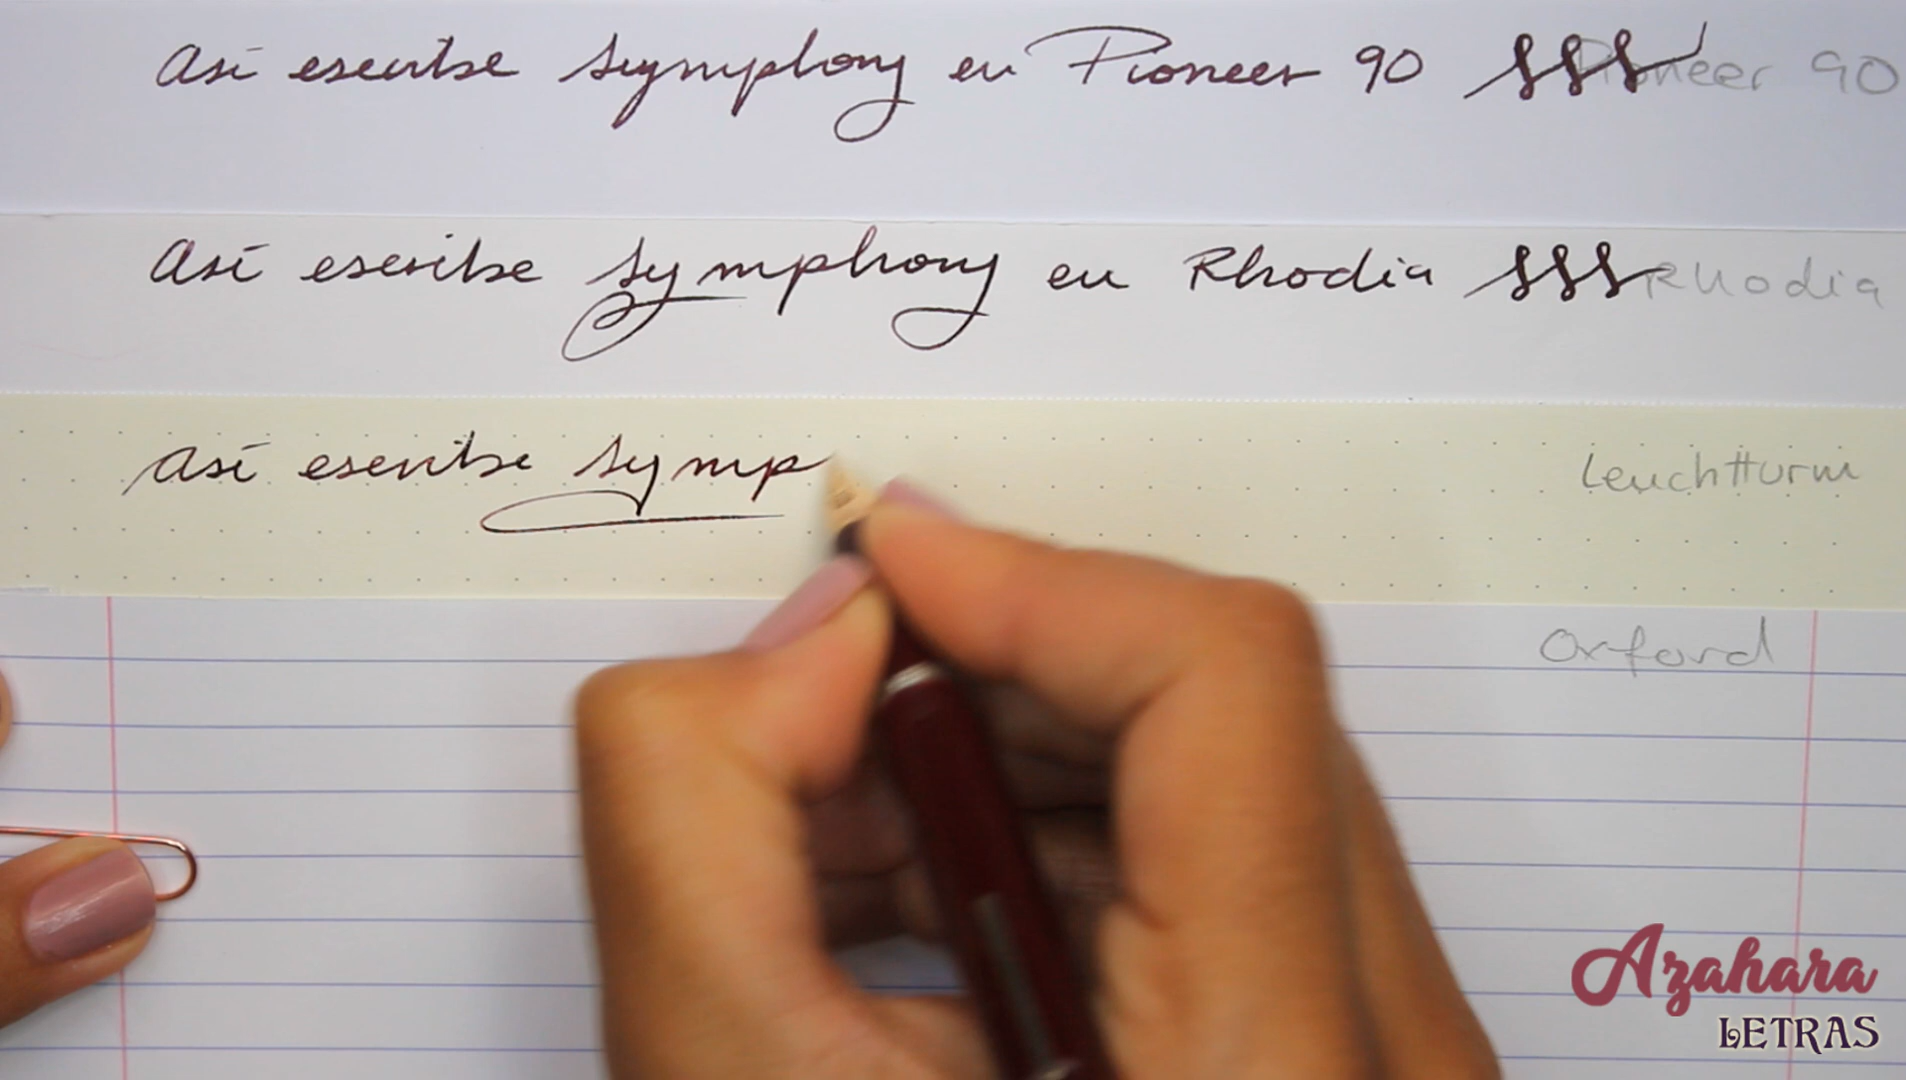 Así escribe Symphony en Pioneer 90 SSS Pioneer 90
Así escribe Symphony en Rhodia SSS Rhodia
Así escribe Symp Leuchtturm
Oxford
Azahara
LETRAS